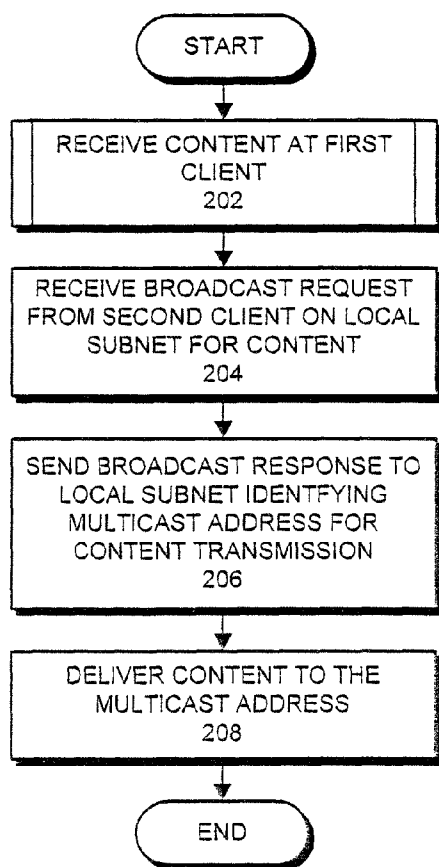 START
RECEIVE CONTENT AT FIRST
CLIENT
202
RECEIVE BROADCAST REQUEST
FROM SECOND CLIENT ON LOCAL
SUBNET FOR CONTENT
204
SEND BROADCAST RESPONSE TO
LOCAL SUBNET IDENTFYING
MULTICAST ADDRESS FOR
CONTENT TRANSMISSION
206
DELIVER CONTENT TO THE
MULTICAST ADDRESS
208
END